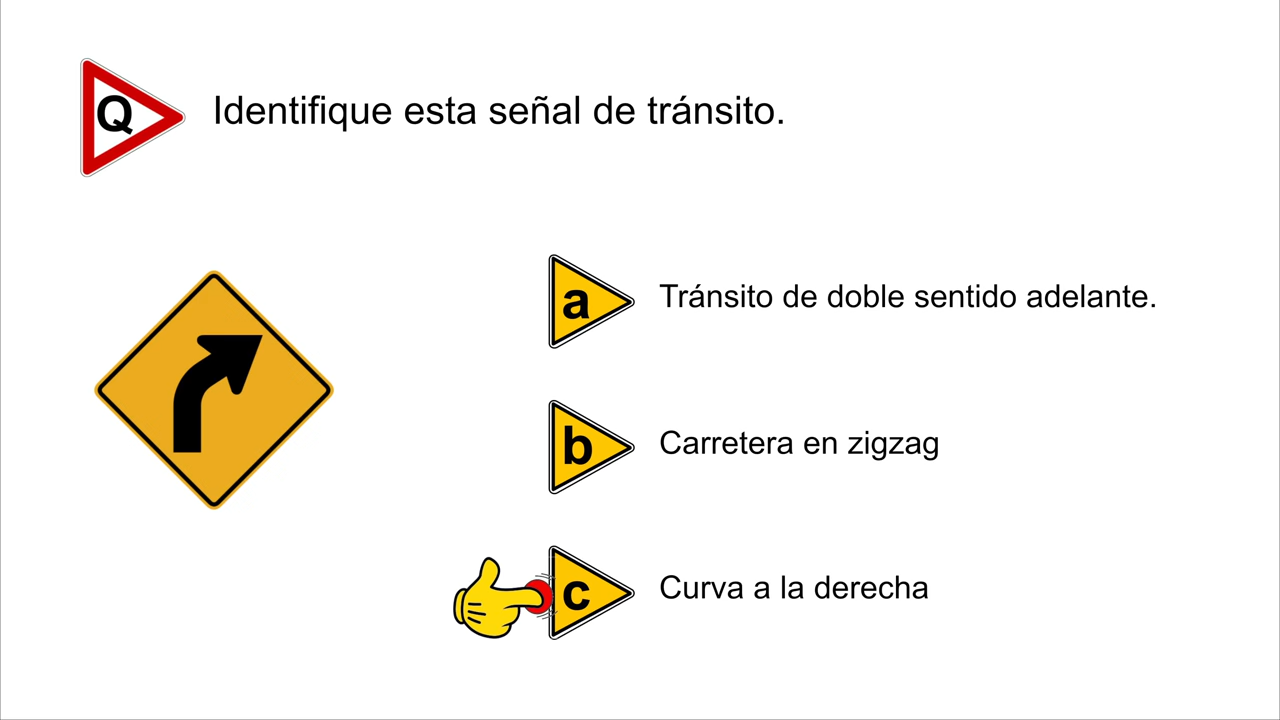 Q
Identifique esta señal de tránsito.
a
Tránsito de doble sentido adelante.
b
Carretera en zigzag
c
Curva a la derecha